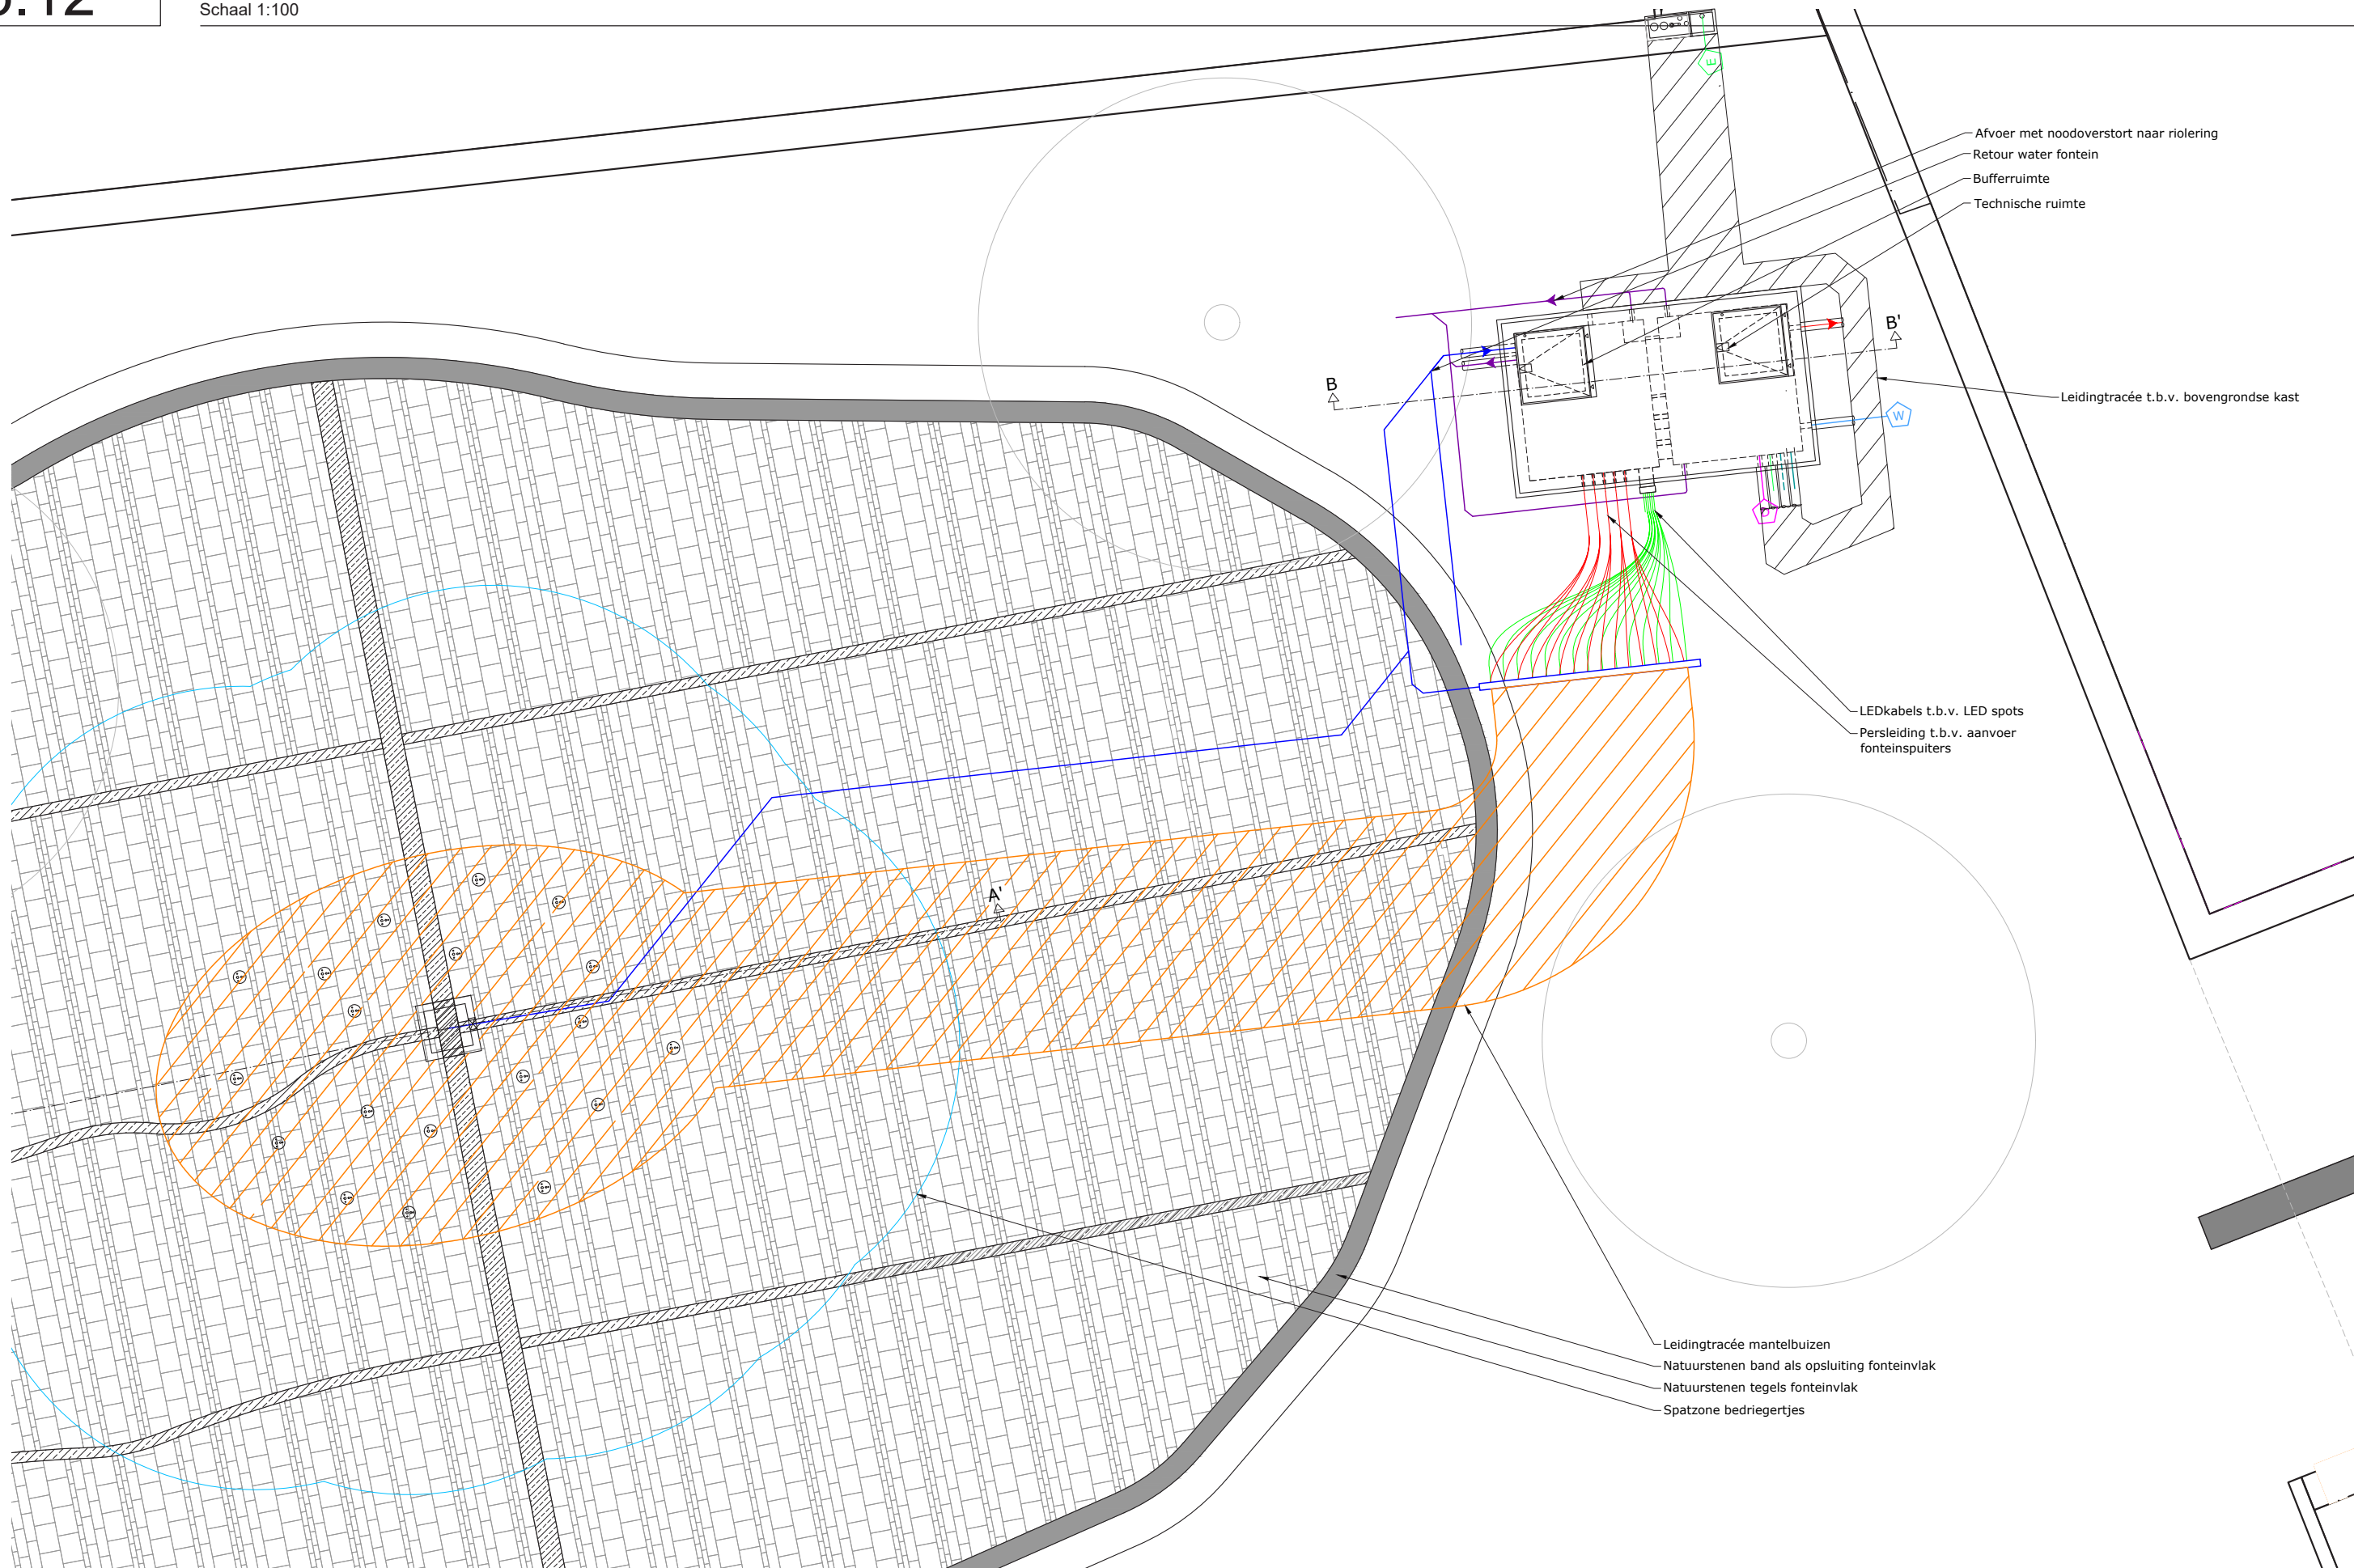 Schaal 1:100
E
Afvoer met noodoverstort naar riolering
Retour water fontein
Bufferruimte
Technische ruimte
B'
B
Leidingtracée t.b.v. bovengrondse kast
W
LEDkabels t.b.v. LED spots
Persleiding t.b.v. aanvoer
fonteinspuiters
A'
Leidingtracée mantelbuizen
Natuurstenen band als opsluiting fonteinvlak
Natuurstenen tegels fonteinvlak
Spatzone bedriegertjes